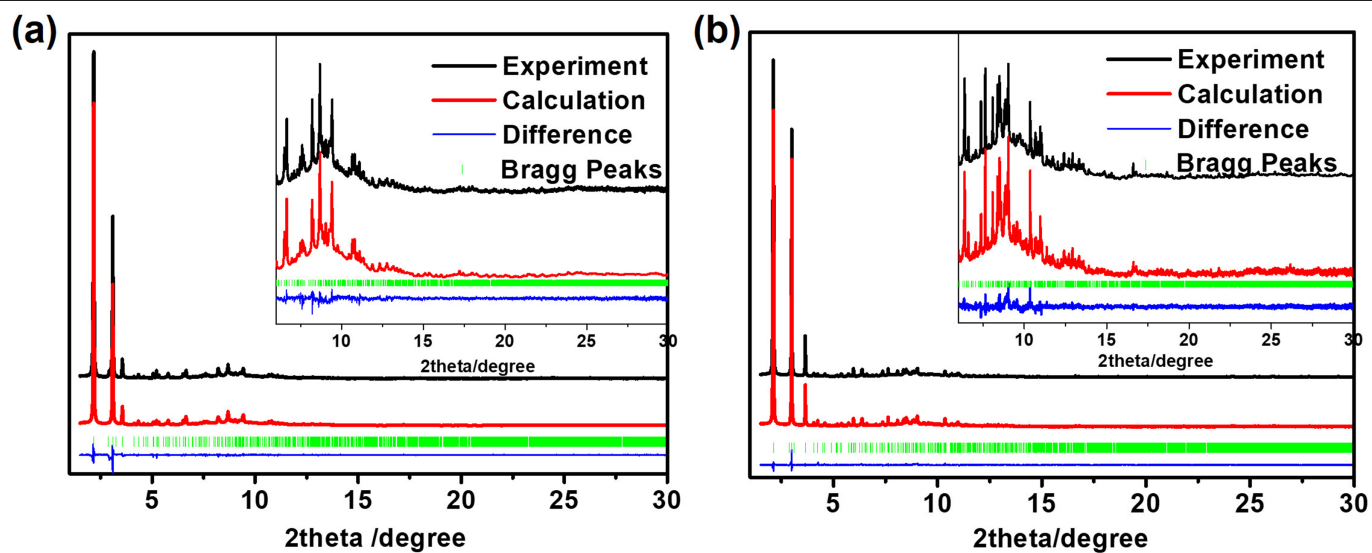 (a)
Experiment
Calculation
Difference
Bragg Peaks
10 15 20 25 30
2theta/degree
5 10 15 20 25 30
2theta /degree
(b)
Experiment
Calculation
Difference
Bragg Peaks
10 15 20 25 30
2theta/degree
5 10 15 20 25 30
2theta/degree